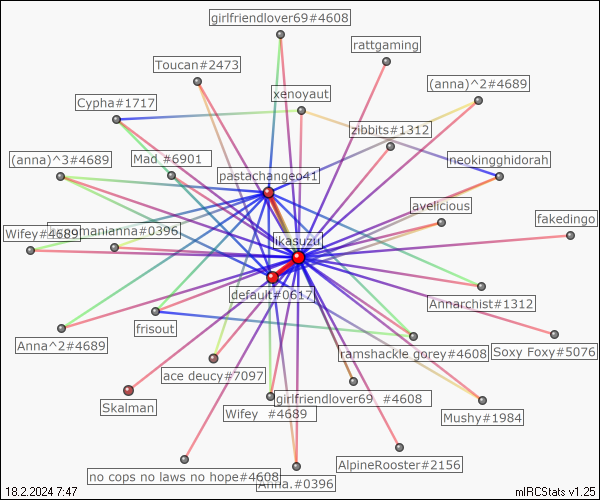 girlfriendlover69#4608
rattgaming
Toucan#2473
(anna)^2#4689
xenoyaut
Cypha#1717
zibbits#1312
(anna)^3#4689
Mad_#6901
neokingghidorah
pastachangeo41
avelicious
fakedingo
Wifey#4689
manianna#0396
likasuzu
default#0617
Annarchist#1312
frisout
Anna^2#4689
ramshackle gorey#4608
Soxy Foxy#5076
ace deucy#7097
Skalman
girlfriendlover69 #4608
Wifey #4689
Mushy#1984
AlpineRooster#2156
no cops no laws no hope#4608
Anna.#0396
18.2.2024 7:47
mIRCStats v1.25